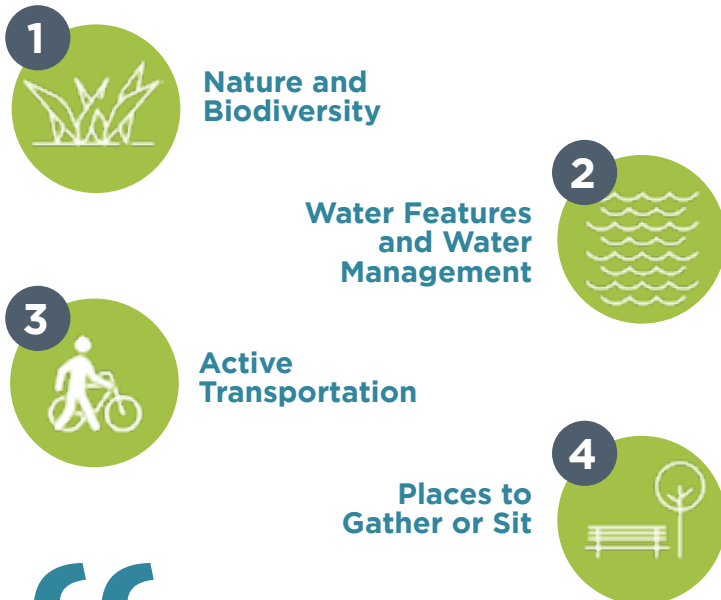 1
Nature and
Biodiversity
2
Water Features
and Water
Management
3
Active
Transportation
4
Places to
Gather or Sit
“